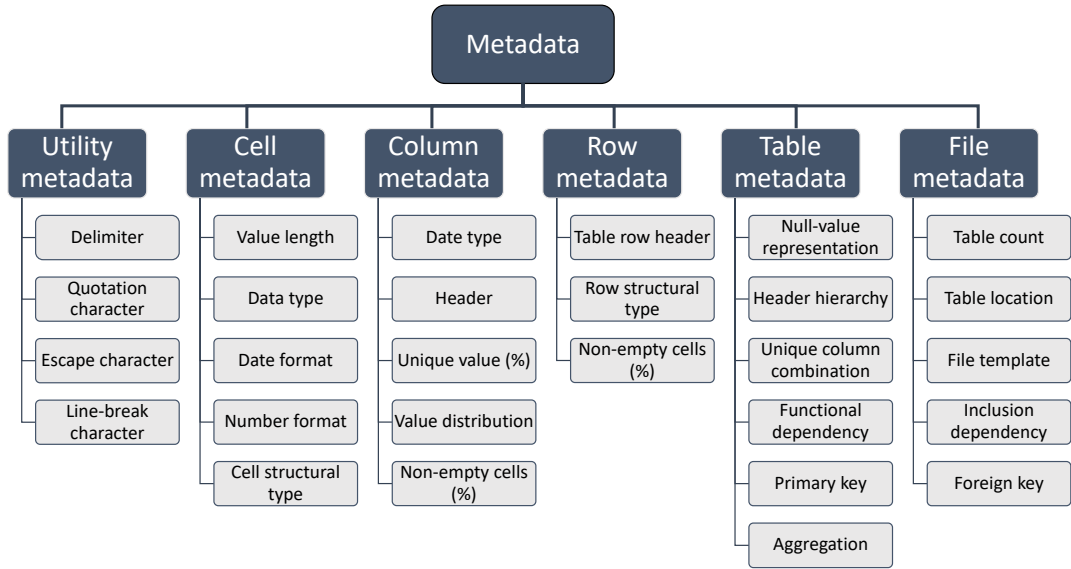 Metadata
Utility
metadata
Cell
metadata
Column
metadata
Row
metadata
Table
metadata
File
metadata
Delimiter
Quotation
character
Escape character
Line-break
character
Value length
Data type
Date format
Number format
Cell structural
type
Date type
Header
Unique value (%)
Value distribution
Non-empty cells
(%)
Table row header
Row structural
type
Non-empty cells
(%)
Null-value
representation
Header hierarchy
Unique column
combination
Functional
dependency
Primary key
Aggregation
Table count
Table location
File template
Inclusion
dependency
Foreign key